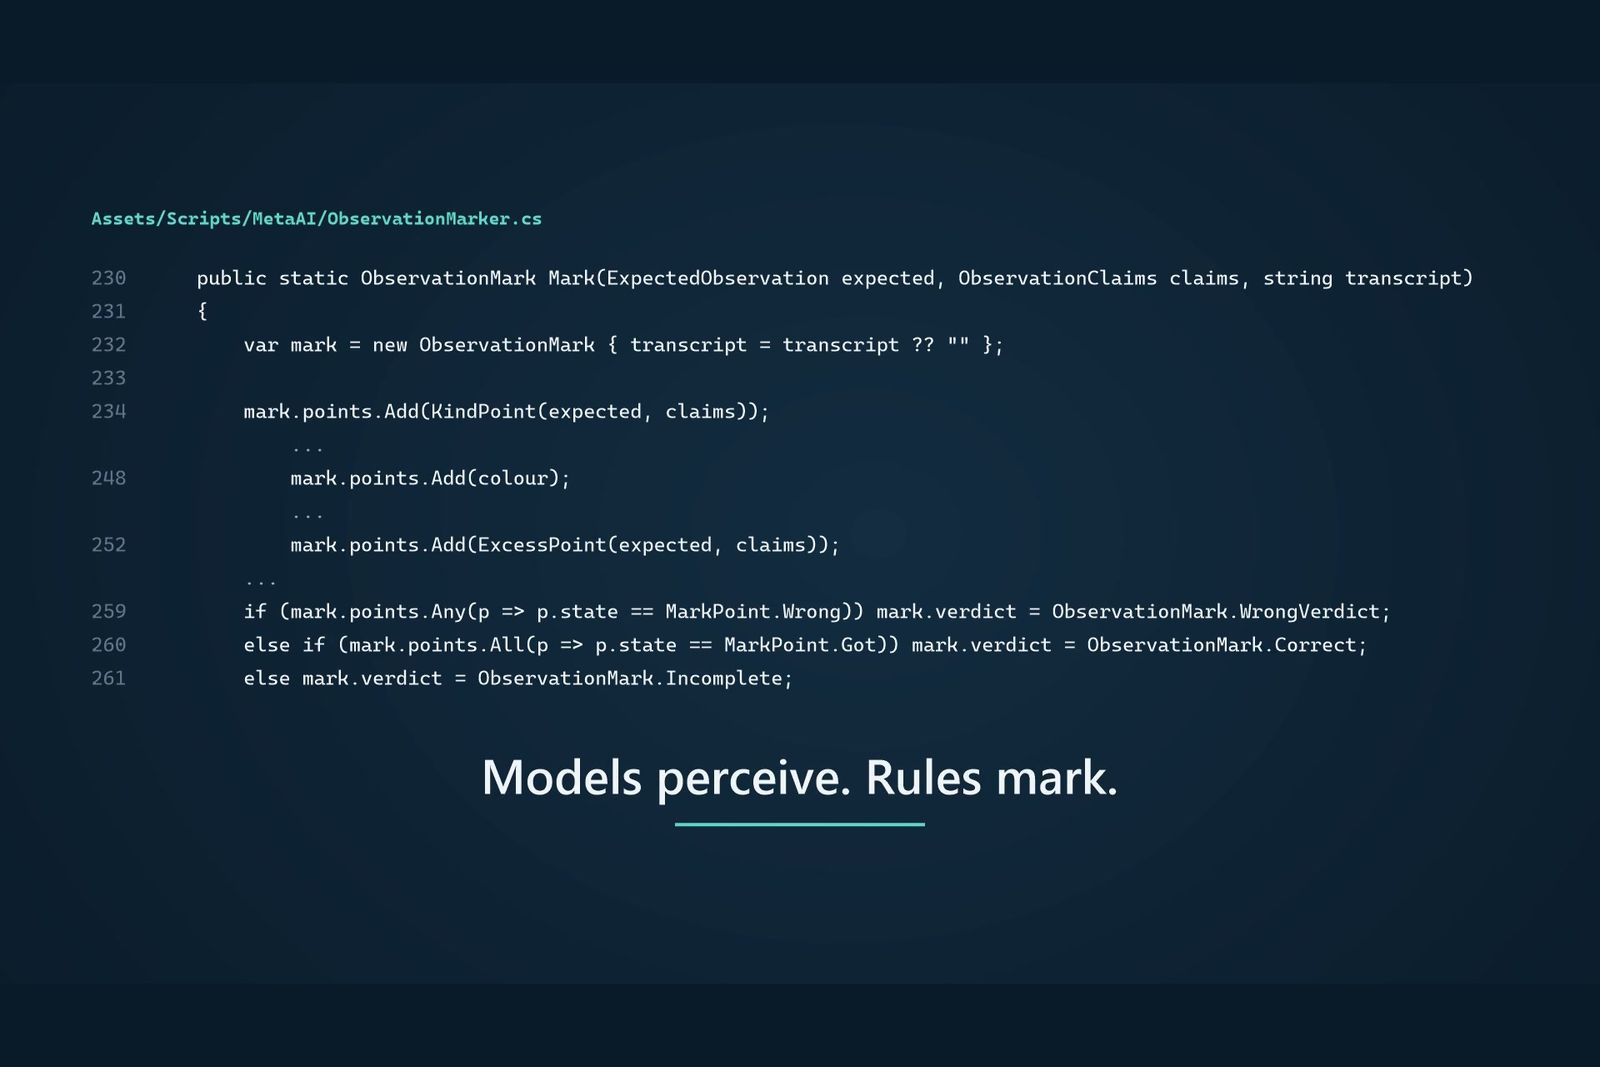 Assets/Scripts/MetaAI/ObservationMarker.cs
230 public static ObservationMark Mark(ExpectedObservation expected, ObservationClaims claims, string transcript)
231 {
232 var mark = new ObservationMark { transcript = transcript ?? "" };
233
234 mark.points.Add(KindPoint(expected, claims));
...
248 mark.points.Add(colour);
...
252 mark.points.Add(ExcessPoint(expected, claims));
...
259 if (mark.points.Any(p => p.state == MarkPoint.Wrong)) mark.verdict = ObservationMark.WrongVerdict;
260 else if (mark.points.All(p => p.state == MarkPoint.Got)) mark.verdict = ObservationMark.Correct;
261 else mark.verdict = ObservationMark.Incomplete;
Models perceive. Rules mark.